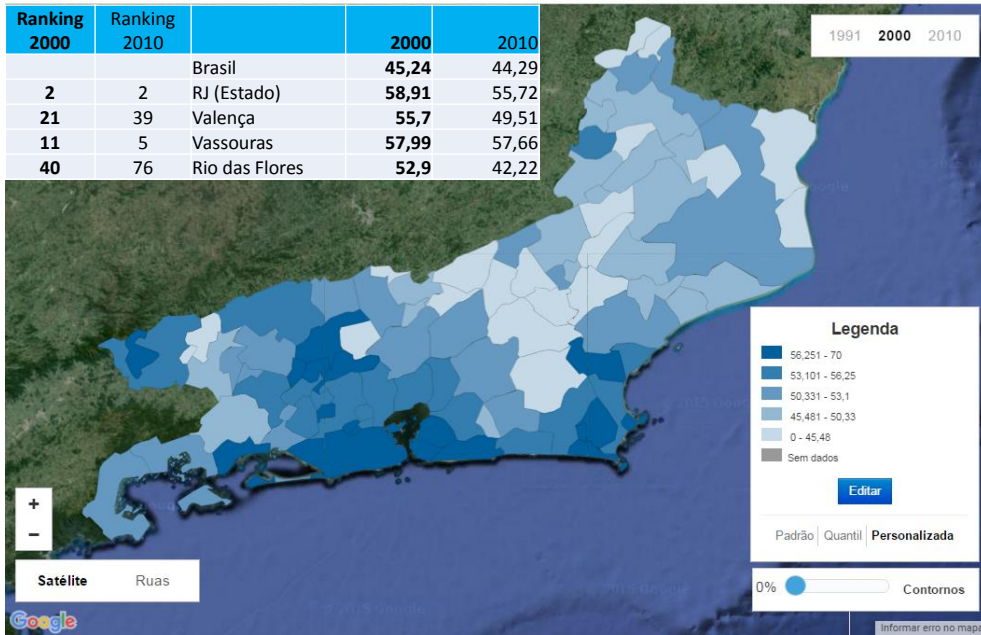 Ranking 2000 Ranking 2010 2000 2010
Brasil 45,24 44,29
2 2 RJ (Estado) 58,91 55,72
21 39 Valença 55,7 49,51
11 5 Vassouras 57,99 57,66
40 76 Rio das Flores 52,9 42,22
1991 2000 2010
Legenda
56,251 - 70
53,101 - 56,25
50,331 - 53,1
45,481 - 50,33
0 - 45,48
Sem dados
Editar
Padrão Quantil Personalizada
0% Contornos
+
−
Satélite Ruas
Google
Informar erro no mapa